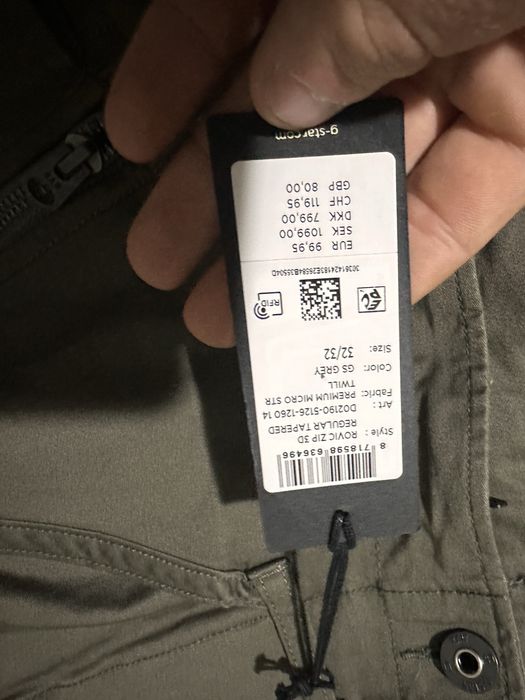 8 718598 636496
Style : ROVIC ZIP 3D
REGULAR TAPERED
Art : D02190-5126-1260 14
Fabric: PREMIUM MICRO STR
TWILL
Color: GS GREY
Size: 32/32
RFID
EPC
30361424183E26584B35504D
EUR 99,95
SEK 1099,00
DKK 799,00
CHF 119,95
GBP 80,00
g-star.com